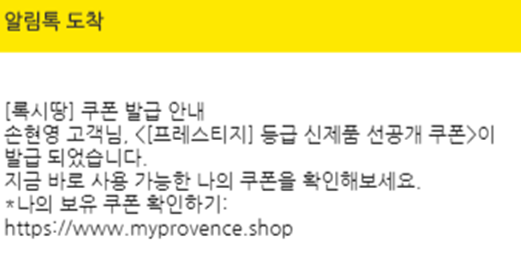 알림톡 도착
[록시땅] 쿠폰 발급 안내
손현영 고객님, <[프레스티지] 등급 신제품 선공개 쿠폰>이
발급 되었습니다.
지금 바로 사용 가능한 나의 쿠폰을 확인해보세요.
*나의 보유 쿠폰 확인하기:
https://www.myprovence.shop